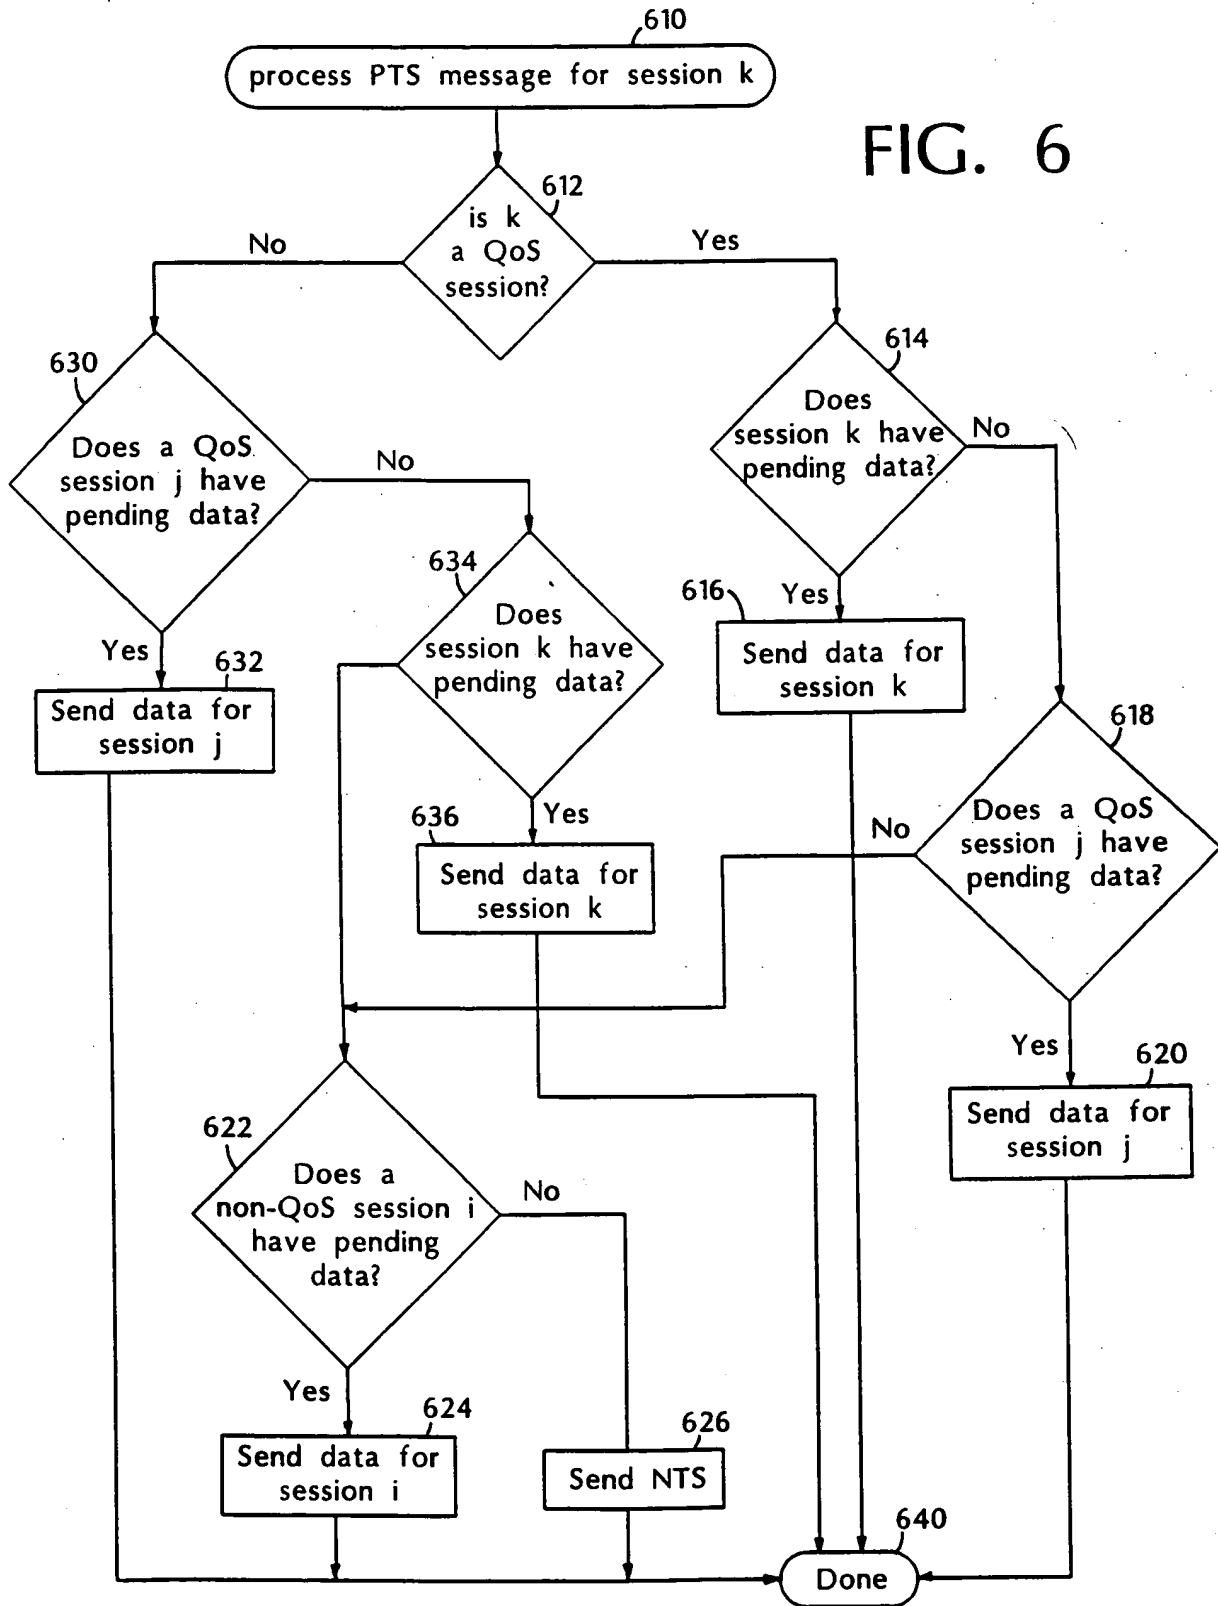 610
process PTS message for session k
FIG. 6
612
is k
a QoS
session?
No
Yes
630
Does a QoS
session j have
pending data?
No
614
Does
session k have
pending data?
No
634
Does
session k have
pending data?
616
Yes
Send data for
session k
Yes
632
Send data for
session j
618
Does a QoS
session j have
pending data?
No
636
Yes
Send data for
session k
Yes
620
Send data for
session j
622
Does a
non-QoS session i
have pending
data?
No
Yes
624
Send data for
session i
626
Send NTS
640
Done